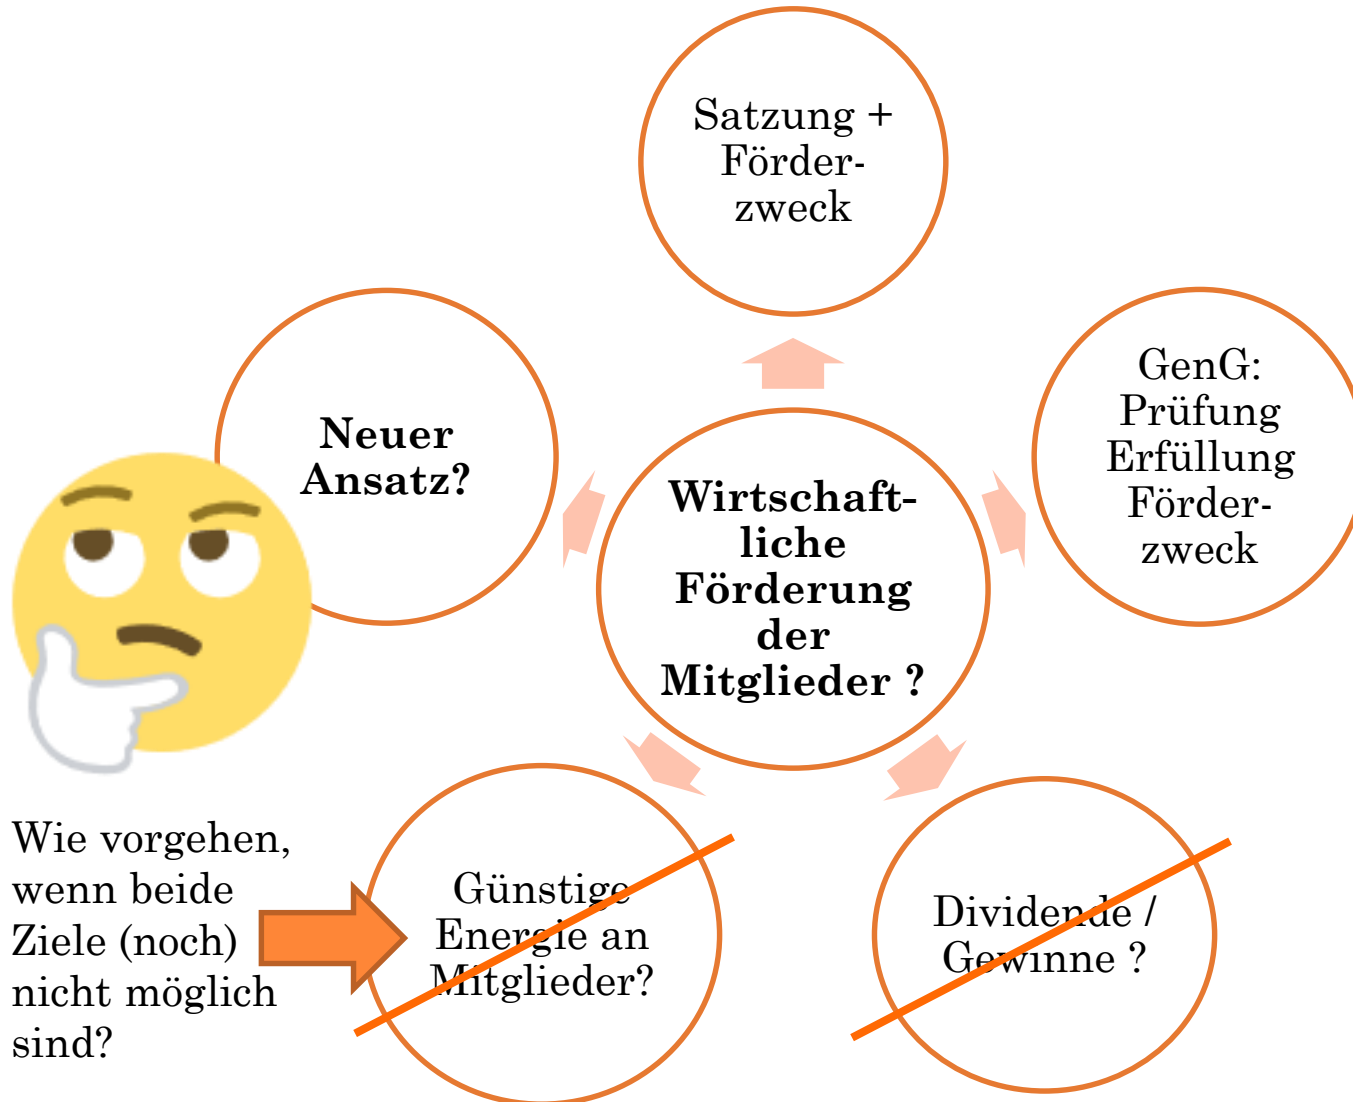 Satzung +
Förder-
zweck
GenG:
Prüfung
Erfüllung
Förder-
zweck
Neuer
Ansatz?
Wirtschaft-
liche
Förderung
der
Mitglieder ?
Wie vorgehen,
wenn beide
Ziele (noch)
nicht möglich
sind?
Günstige
Energie an
Mitglieder?
Dividende /
Gewinne ?